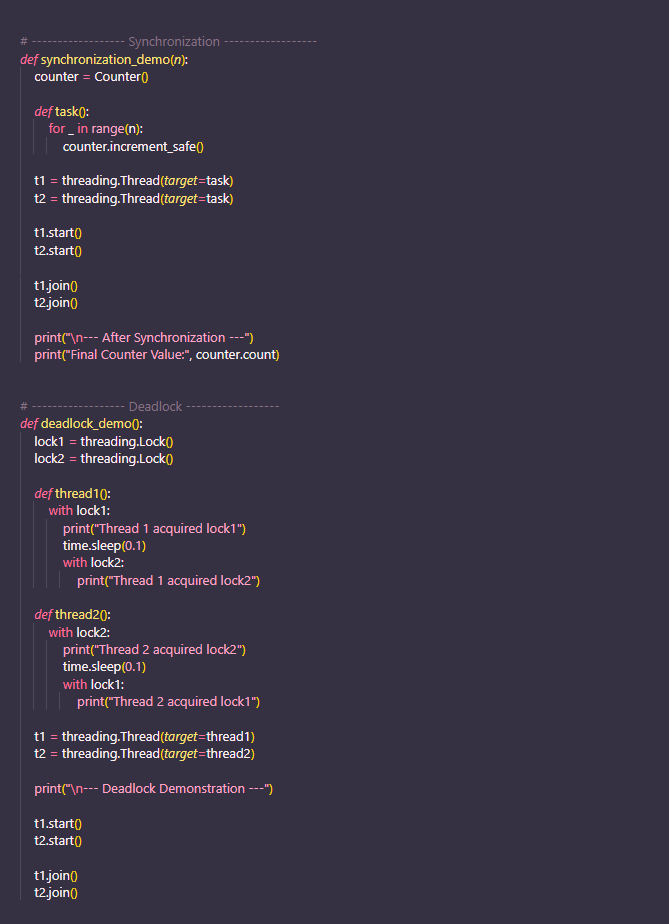 # ------------------ Synchronization ------------------
def synchronization_demo(n):
    counter = Counter()

    def task():
        for _ in range(n):
            counter.increment_safe()

    t1 = threading.Thread(target=task)
    t2 = threading.Thread(target=task)

    t1.start()
    t2.start()

    t1.join()
    t2.join()

    print("\n--- After Synchronization ---")
    print("Final Counter Value:", counter.count)


# ------------------ Deadlock ------------------
def deadlock_demo():
    lock1 = threading.Lock()
    lock2 = threading.Lock()

    def thread1():
        with lock1:
            print("Thread 1 acquired lock1")
            time.sleep(0.1)
            with lock2:
                print("Thread 1 acquired lock2")

    def thread2():
        with lock2:
            print("Thread 2 acquired lock2")
            time.sleep(0.1)
            with lock1:
                print("Thread 2 acquired lock1")

    t1 = threading.Thread(target=thread1)
    t2 = threading.Thread(target=thread2)

    print("\n--- Deadlock Demonstration ---")

    t1.start()
    t2.start()

    t1.join()
    t2.join()